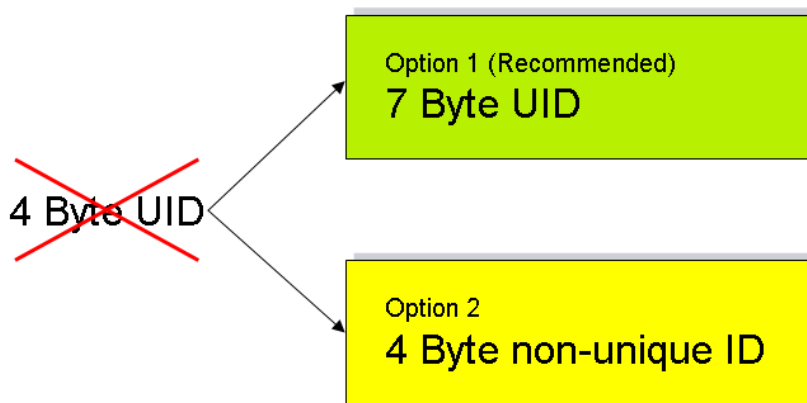 Option 1 (Recommended)
7 Byte UID
4 Byte UID
Option 2
4 Byte non-unique ID